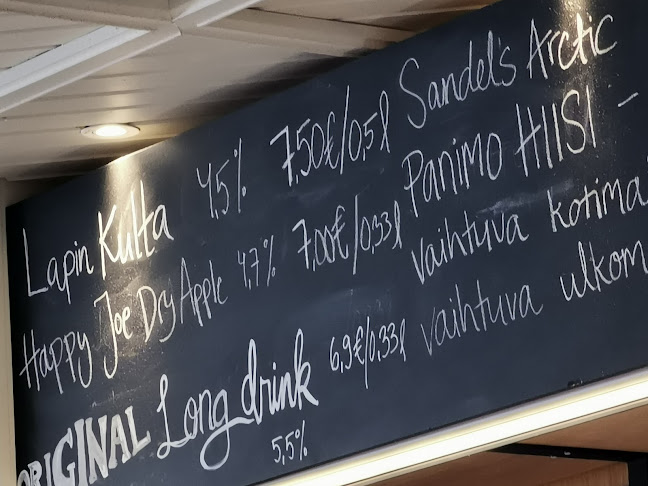 Lapin Kulta 4,5% 7,50€/0,5l
Happy Joe Dry Apple 4,7% 7,00€/0,33l
ORIGINAL Long drink 6,9€/0,33l
5,5%
Sandel's Arctic
Panimo HIISI –
vaihtuva kotima
vaihtuva ulkom